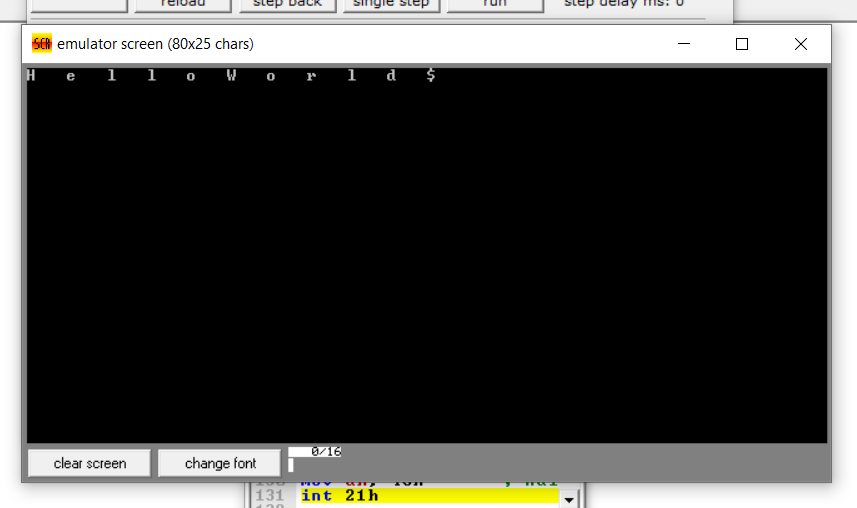 reload step back single step run step delay ms: 0
SCR emulator screen (80x25 chars)
H e l l o W o r l d $
clear screen change font 0/16
131 int 21h